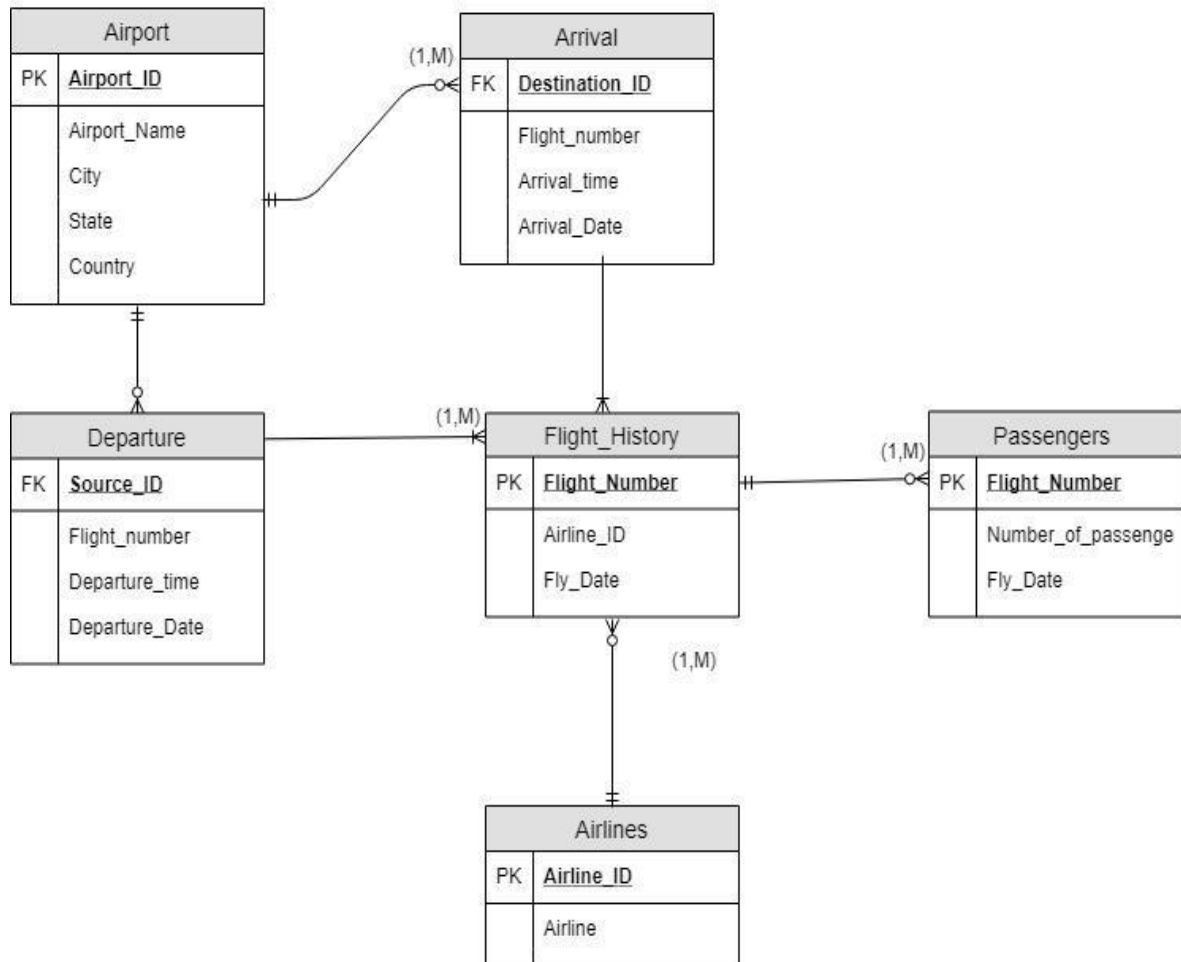 Airport
PK Airport_ID
Airport_Name
City
State
Country
(1,M)
Arrival
FK Destination_ID
Flight_number
Arrival_time
Arrival_Date
Departure
FK Source_ID
Flight_number
Departure_time
Departure_Date
(1,M)
Flight_History
PK Flight_Number
Airline_ID
Fly_Date
(1,M)
Passengers
PK Flight_Number
Number_of_passenge
Fly_Date
(1,M)
Airlines
PK Airline_ID
Airline